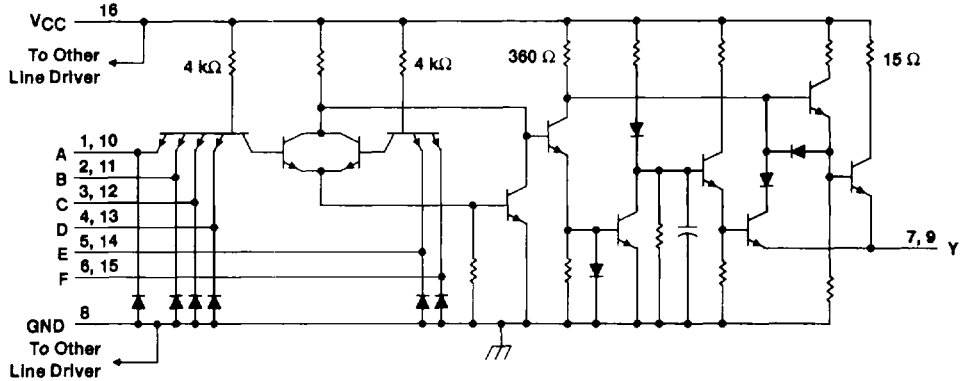 VCC 16
To Other
Line Driver
4 kΩ
4 kΩ
360 Ω
15 Ω
A 1, 10
B 2, 11
C 3, 12
D 4, 13
E 5, 14
F 6, 15
7, 9 Y
GND 8
To Other
Line Driver